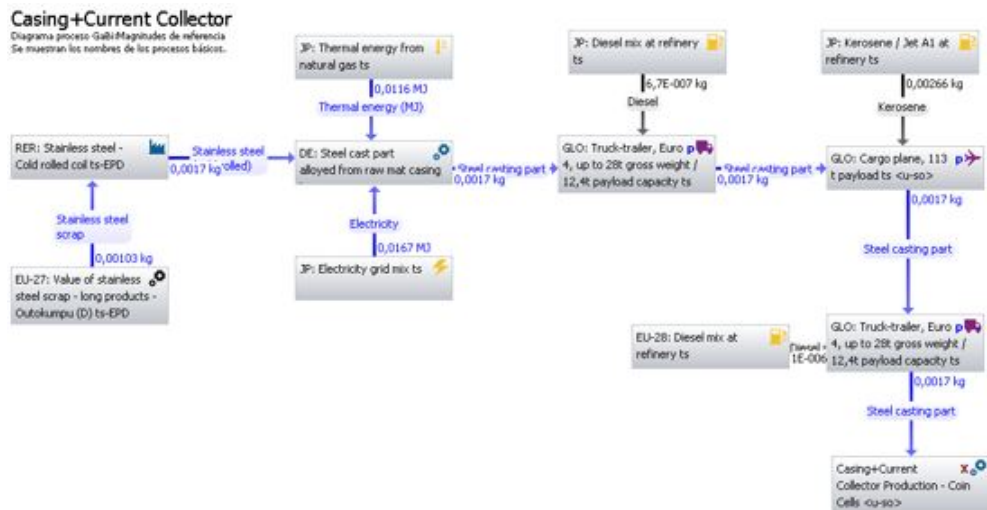 Casing+Current Collector
Diagrama proceso GaBi:Magnitudes de referencia
Se muestran los nombres de los procesos básicos.
JP: Thermal energy from
natural gas ts
0,0116 MJ
Thermal energy (MJ)
JP: Diesel mix at refinery
ts
6,7E-007 kg
Diesel
JP: Kerosene / Jet A1 at
refinery ts
0,00266 kg
Kerosene
RER: Stainless steel -
Cold rolled coil ts-EPD
Stainless steel
0,0017 kg
DE: Steel cast part
alloyed from raw mat casing
Steel casting part
0,0017 kg
GLO: Truck-trailer, Euro p
4, up to 28t gross weight /
12,4t payload capacity ts
Steel casting part
0,0017 kg
GLO: Cargo plane, 113 p
t payload ts <u-so>
0,0017 kg
Steel casting part
Stainless steel
scrap
0,00103 kg
EU-27: Value of stainless
steel scrap - long products -
Outokumpu (D) ts-EPD
Electricity
0,0167 MJ
JP: Electricity grid mix ts
EU-28: Diesel mix at
refinery ts
Diesel
1E-006
GLO: Truck-trailer, Euro p
4, up to 28t gross weight /
12,4t payload capacity ts
0,0017 kg
Steel casting part
Casing+Current X
Collector Production - Coin
Cells <u-so>